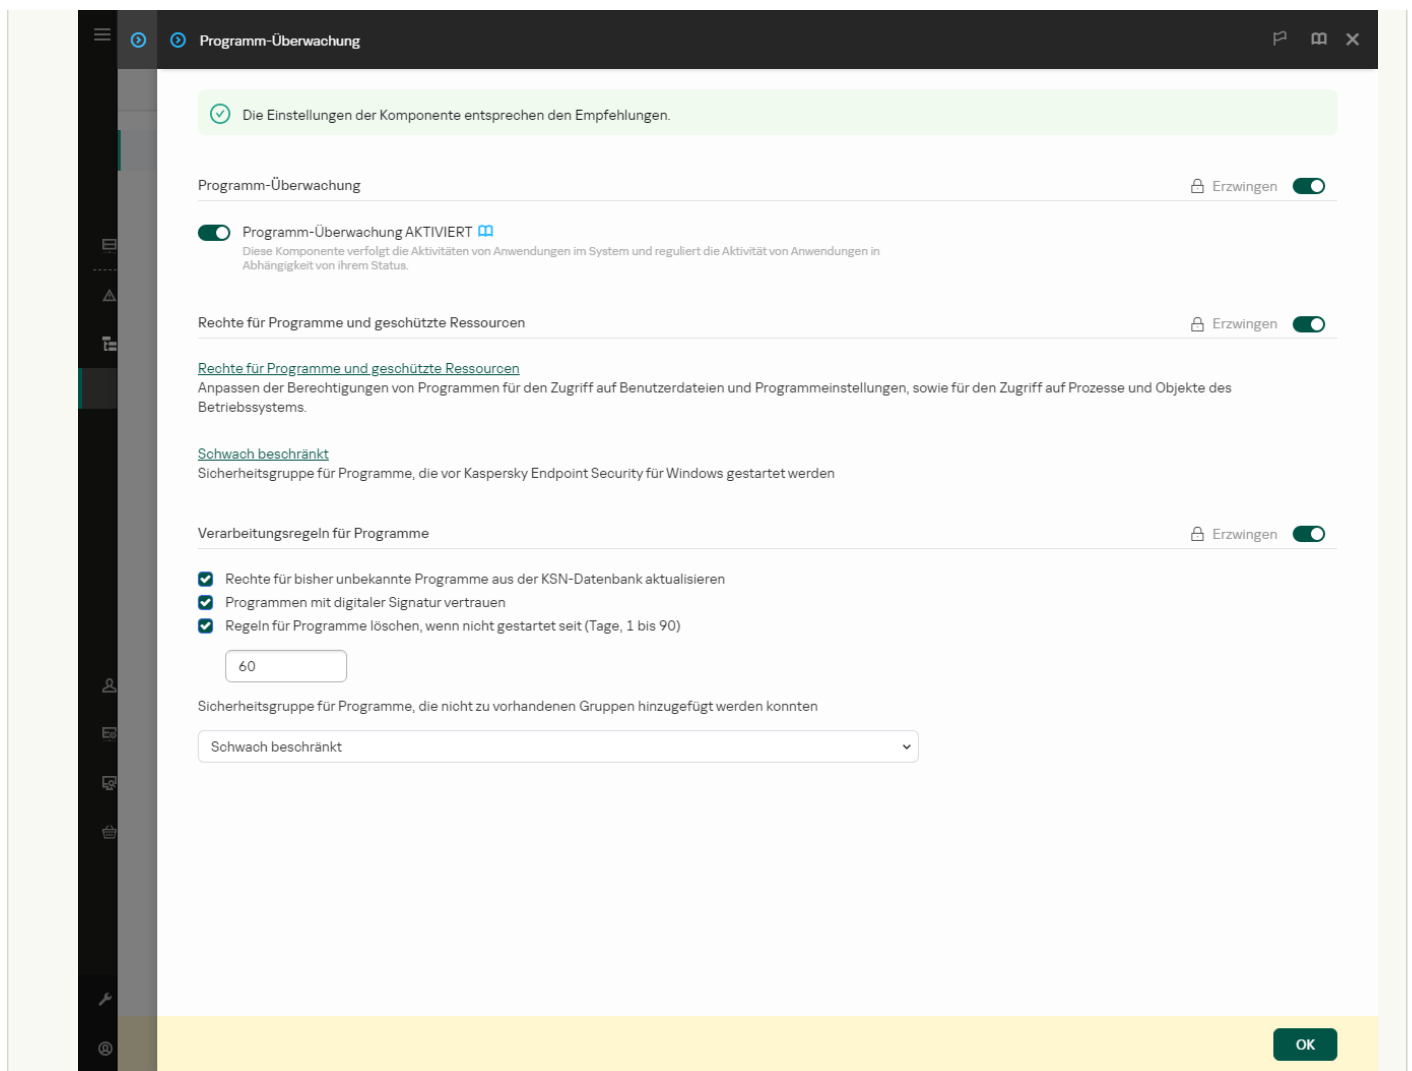 Programm-Überwachung
Die Einstellungen der Komponente entsprechen den Empfehlungen.
Programm-Überwachung
Erzwingen
Programm-Überwachung AKTIVIERT
Diese Komponente verfolgt die Aktivitäten von Anwendungen im System und reguliert die Aktivität von Anwendungen in
Abhängigkeit von ihrem Status.
Rechte für Programme und geschützte Ressourcen
Erzwingen
Rechte für Programme und geschützte Ressourcen
Anpassen der Berechtigungen von Programmen für den Zugriff auf Benutzerdateien und Programmeinstellungen, sowie für den Zugriff auf Prozesse und Objekte des
Betriebssystems.
Schwach beschränkt
Sicherheitsgruppe für Programme, die vor Kaspersky Endpoint Security für Windows gestartet werden
Verarbeitungsregeln für Programme
Erzwingen
Rechte für bisher unbekannte Programme aus der KSN-Datenbank aktualisieren
Programmen mit digitaler Signatur vertrauen
Regeln für Programme löschen, wenn nicht gestartet seit (Tage, 1 bis 90)
60
Sicherheitsgruppe für Programme, die nicht zu vorhandenen Gruppen hinzugefügt werden konnten
Schwach beschränkt
OK